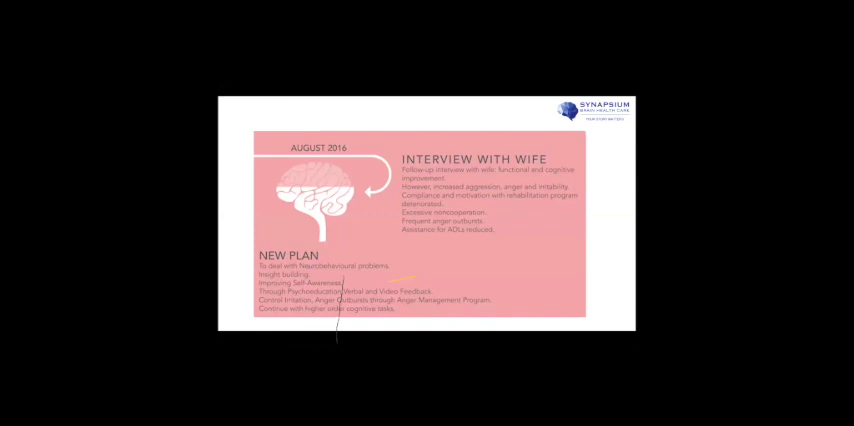 SYNAPSIUM
BRAIN HEALTH CARE
YOUR STORY MATTERS
AUGUST 2016
INTERVIEW WITH WIFE
Follow-up interview with wife: functional and cognitive
improvement
However, increased aggression, anger and irritability.
Compliance and motivation with rehabilitation program
deteriorated.
Excessive noncooperation.
Frequent anger outbursts.
Assistance for ADLs reduced.
NEW PLAN
To deal with Neurobehavioural problems.
Insight building.
Improving Self-Awareness.
Through Psychoeducation, Verbal and Video Feedback.
Control Irritation, Anger Outbursts through Anger Management Program.
Continue with higher order cognitive tasks.